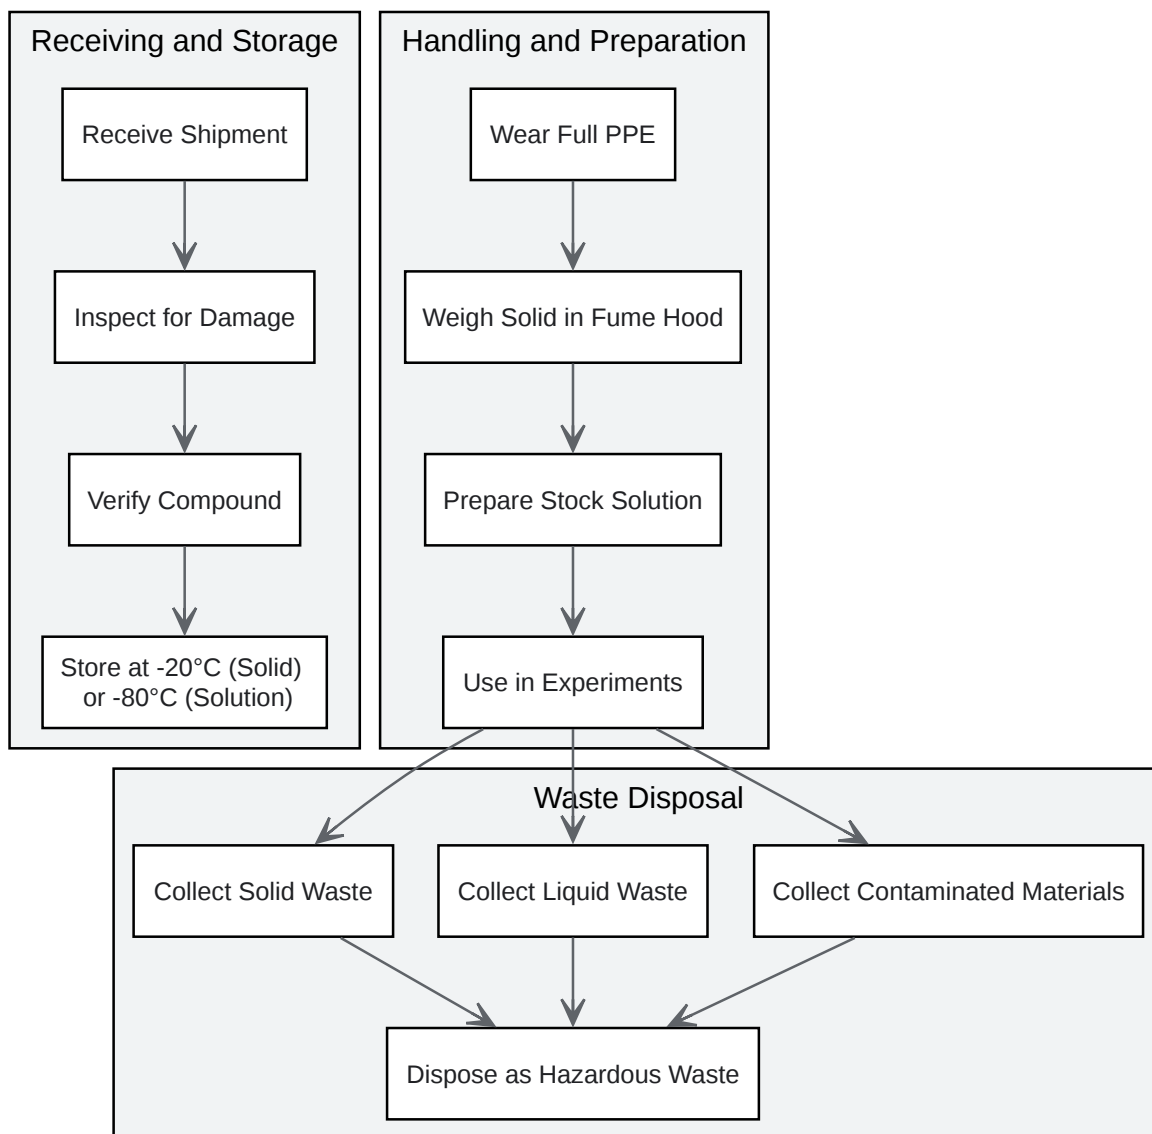 Receiving and Storage
Receive Shipment
Inspect for Damage
Verify Compound
Store at -20°C (Solid)
or -80°C (Solution)
Handling and Preparation
Wear Full PPE
Weigh Solid in Fume Hood
Prepare Stock Solution
Use in Experiments
Waste Disposal
Collect Solid Waste
Collect Liquid Waste
Collect Contaminated Materials
Dispose as Hazardous Waste